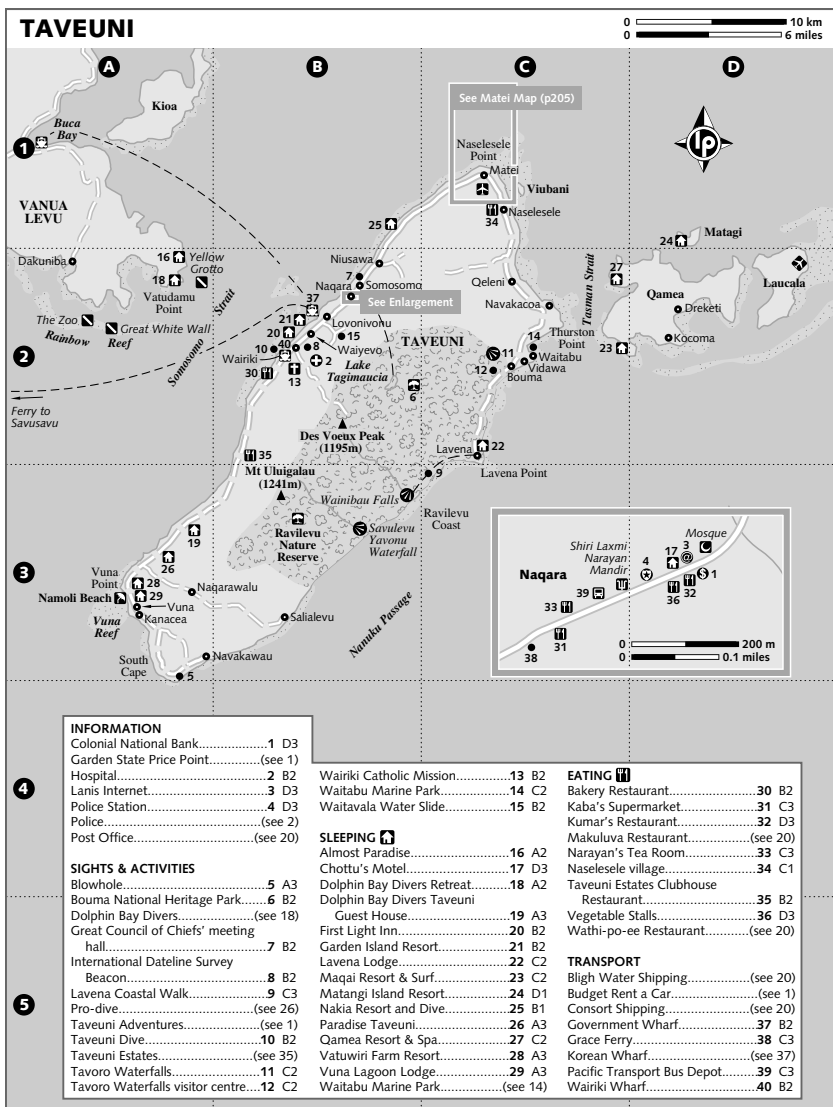 TAVEUNI
0 10 km
0 6 miles
A B C D
1
2
3
4
5
lp
Kioa
See Matei Map (p205)
Buca
Bay
Naselesele
Point
Matei
VANUA
LEVU
Viubani
25
34
Naselesele
Matagi
24
16
Yellow
Grotto
Dakuniba
Niusawa
27
Laucala
7
Somosomo
18
Naqara
Qeleni
Qamea
Vatudamu
Point
37
See Enlargement
Navakacoa
Dreketi
Tasman Strait
The Zoo
Great White Wall
21
Lovonivonu
Thurston
Point
Rainbow
Reef
Somosomo
Strait
20
TAVEUNI
14
Kocoma
15
40
8
Waiyevo
11
Waitabu
23
10
Wairiki
2
Lake
Tagimaucia
12
Vidawa
Bouma
30
13
6
Ferry to
Savusavu
Des Voeux Peak
(1195m)
Lavena
22
35
Mt Uluigalau
(1241m)
9
Lavena Point
Wainibau Falls
Ravilevu
Coast
19
Savulevu
Yavonu
Waterfall
Ravilevu
Nature
Reserve
26
Vuna
Point
28
Namoli Beach
29
Naqarawalu
Vuna
Vuna
Reef
Kanacea
Salialevu
Nanuku Passage
South
Cape
Navakawau
5
Mosque
3
Shiri Laxmi
Narayan
Mandir
17
4
Naqara
1
39
32
36
33
31
38
0 200 m
0 0.1 miles
INFORMATION
Colonial National Bank...................1 D3
Garden State Price Point...........(see 1)
Hospital.......................................2 B2
Lanis Internet...............................3 D3
Police Station...............................4 D3
Police.......................................(see 2)
Post Office..............................(see 20)
SIGHTS & ACTIVITIES
Blowhole......................................5 A3
Bouma National Heritage Park....6 B2
Dolphin Bay Divers.................(see 18)
Great Council of Chiefs' meeting
hall..........................................7 B2
International Dateline Survey
Beacon....................................8 B2
Lavena Coastal Walk....................9 C3
Pro-dive.................................(see 26)
Taveuni Adventures..................(see 1)
Taveuni Dive..............................10 B2
Taveuni Estates.......................(see 35)
Tavoro Waterfalls.......................11 C2
Tavoro Waterfalls visitor centre...12 C2
Wairiki Catholic Mission.............13 B2
Waitabu Marine Park.................14 C2
Waitavala Water Slide................15 B2
SLEEPING
Almost Paradise.........................16 A2
Chottu's Motel...........................17 D3
Dolphin Bay Divers Retreat.........18 A2
Dolphin Bay Divers Taveuni
Guest House..........................19 A3
First Light Inn.............................20 B2
Garden Island Resort..................21 B2
Lavena Lodge.............................22 C2
Maqai Resort & Surf...................23 C2
Matangi Island Resort.................24 D1
Nakia Resort and Dive................25 B1
Paradise Taveuni.........................26 A3
Qamea Resort & Spa...................27 C2
Vatuwiri Farm Resort..................28 A3
Vuna Lagoon Lodge....................29 A3
Waitabu Marine Park..............(see 14)
EATING
Bakery Restaurant......................30 B2
Kaba's Supermarket...................31 C3
Kumar's Restaurant....................32 D3
Makuluva Restaurant..............(see 20)
Narayan's Tea Room...................33 C3
Naselesele village.......................34 C1
Taveuni Estates Clubhouse
Restaurant.............................35 B2
Vegetable Stalls..........................36 D3
Wathi-po-ee Restaurant..........(see 20)
TRANSPORT
Bligh Water Shipping...............(see 20)
Budget Rent a Car.....................(see 1)
Consort Shipping....................(see 20)
Government Wharf.....................37 B2
Grace Ferry................................38 C3
Korean Wharf.........................(see 37)
Pacific Transport Bus Depot........39 C3
Wairiki Wharf.............................40 B2